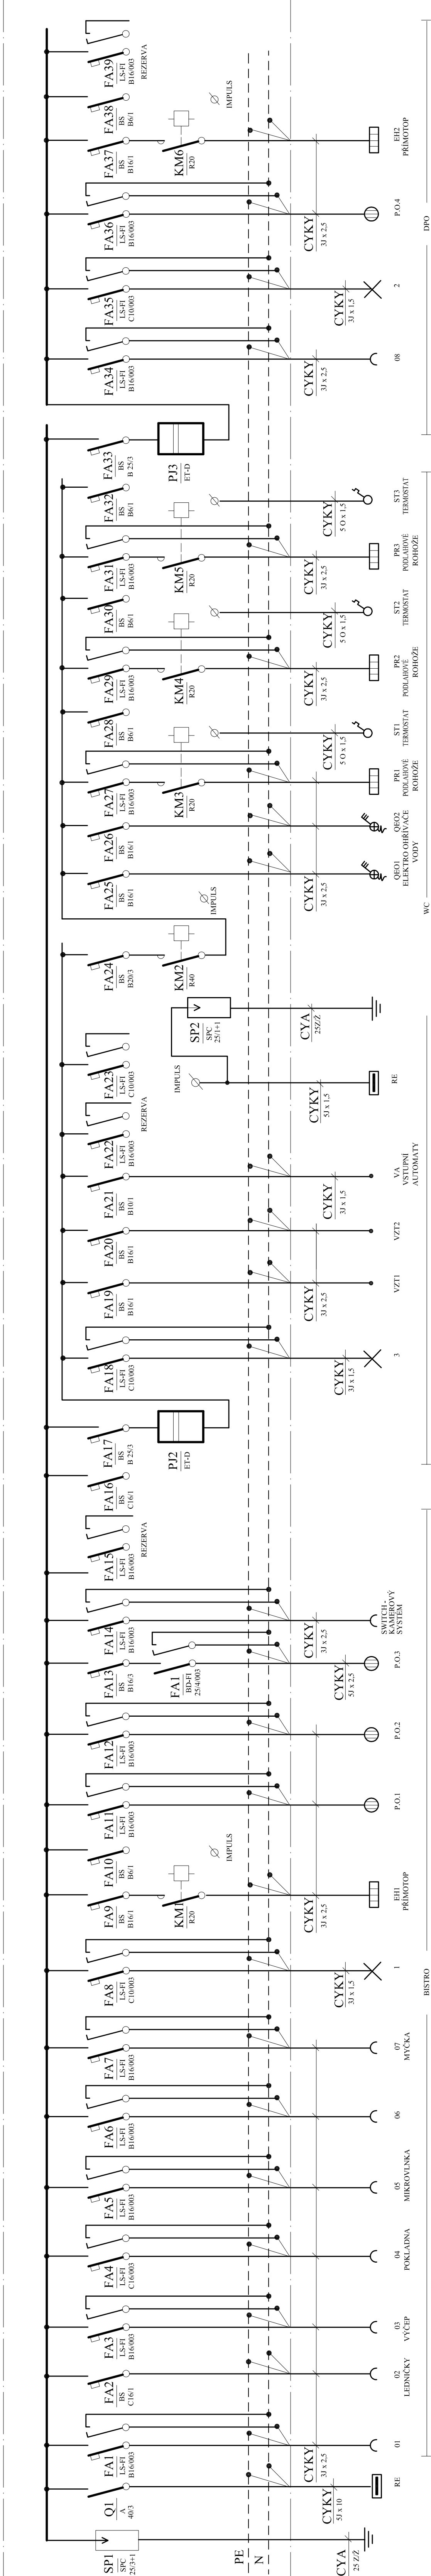 SP1
SPC
25/3+1
PE
N
CYA
25 Z/Ž
Q1
A
40/3
CYKY
5J x 10
RE
FA1
LS-FI
B16/003
CYKY
3J x 2,5
01
FA2
BS
C16/1
02
LEDNIČKY
FA3
LS-FI
B16/003
03
VÝČEP
FA4
LS-FI
C16/003
04
POKLADNA
FA5
LS-FI
B16/003
05
MIKROVLNKA
FA6
LS-FI
B16/003
06
FA7
LS-FI
B16/003
07
MYČKA
FA8
LS-FI
C10/003
CYKY
3J x 1,5
1
BISTRO
FA9
BS
B16/1
KM1
R20
CYKY
3J x 2,5
EH1
PŘÍMOTOP
FA10
BS
B6/1
IMPULS
FA11
LS-FI
B16/003
P.O.1
FA12
LS-FI
B16/003
P.O.2
FA13
BS
B16/3
FA1
BD-FI
25/4/003
CYKY
5J x 2,5
P.O.3
FA14
LS-FI
B16/003
CYKY
3J x 2,5
SWITCH -
KAMEROVÝ
SYSTÉM
FA15
LS-FI
B16/003
REZERVA
FA16
BS
C16/1
FA17
BS
B 25/3
PJ2
ET-D
FA18
LS-FI
C10/003
CYKY
3J x 1,5
3
FA19
BS
B16/1
CYKY
3J x 2,5
VZT1
FA20
BS
B16/1
VZT2
FA21
BS
B10/1
CYKY
3J x 1,5
VA
VSTUPNÍ
AUTOMATY
FA22
LS-FI
B16/003
REZERVA
FA23
LS-FI
C10/003
IMPULS
CYKY
5J x 1,5
RE
SP2
SPC
25/1+1
CYA
25Z/Ž
FA24
BS
B20/3
KM2
R40
IMPULS
WC
FA25
BS
B16/1
CYKY
3J x 2,5
QEO1
FA26
BS
B16/1
QEO2
ELEKTRO OHŘÍVAČE
VODY
FA27
LS-FI
B16/003
KM3
R20
CYKY
3J x 2,5
PR1
PODLAHOVÉ
ROHOŽE
FA28
BS
B6/1
CYKY
5 O x 1,5
ST1
TERMOSTAT
FA29
LS-FI
B16/003
KM4
R20
CYKY
3J x 2,5
PR2
PODLAHOVÉ
ROHOŽE
FA30
BS
B6/1
CYKY
5 O x 1,5
ST2
TERMOSTAT
FA31
LS-FI
B16/003
KM5
R20
CYKY
3J x 2,5
PR3
PODLAHOVÉ
ROHOŽE
FA32
BS
B6/1
CYKY
5 O x 1,5
ST3
TERMOSTAT
FA33
BS
B 25/3
PJ3
ET-D
FA34
LS-FI
B16/003
CYKY
3J x 2,5
08
FA35
LS-FI
C10/003
CYKY
3J x 1,5
2
DPO
FA36
LS-FI
B16/003
CYKY
3J x 2,5
P.O.4
FA37
BS
B16/1
KM6
R20
CYKY
3J x 2,5
EH2
PŘÍMOTOP
FA38
BS
B6/1
IMPULS
FA39
LS-FI
B16/003
REZERVA